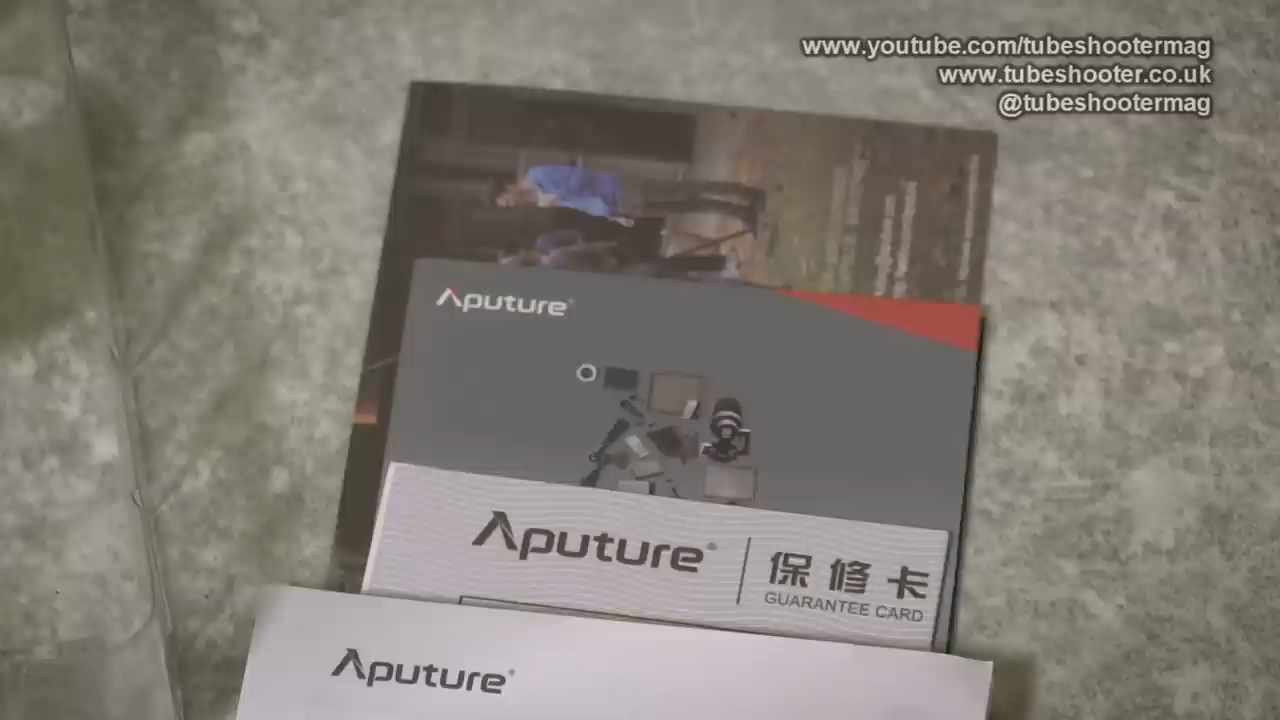 www.youtube.com/tubeshootermag
www.tubeshooter.co.uk
@tubeshootermag
Aputure®
Aputure® | 保修卡
GUARANTEE CARD
Aputure®